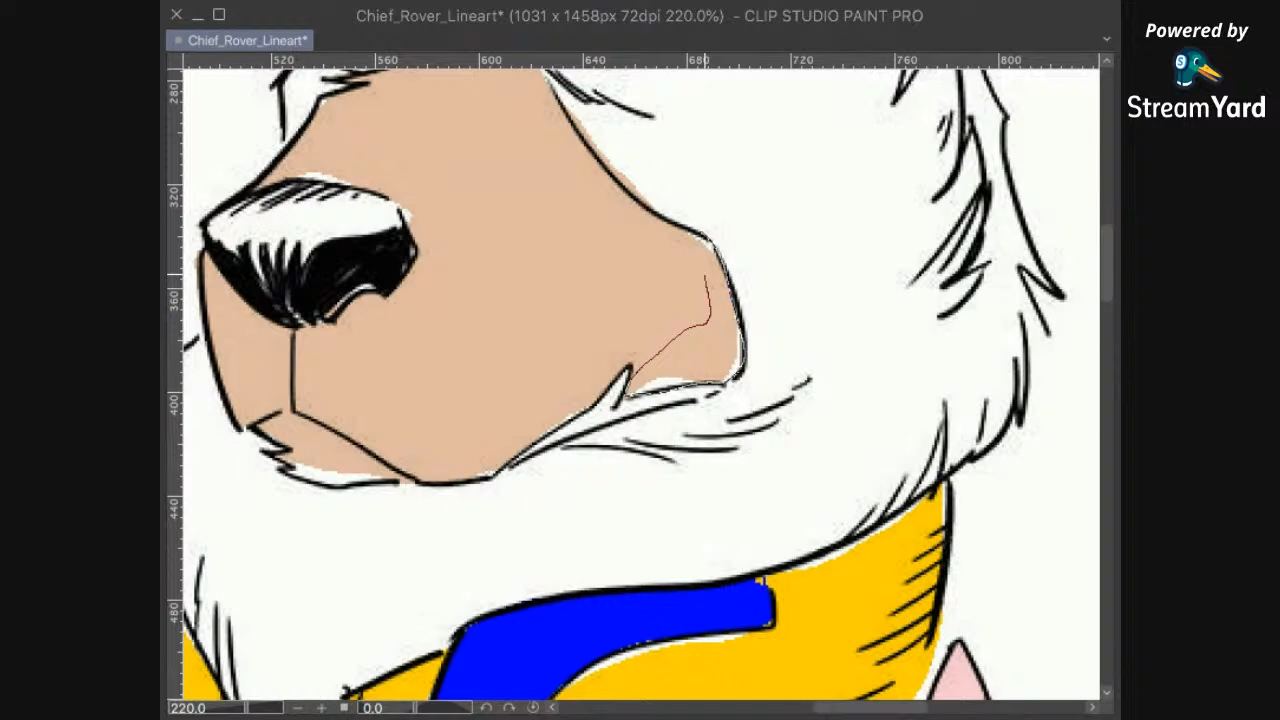 Chief_Rover_Lineart* (1031 x 1458px 72dpi 220.0%) - CLIP STUDIO PAINT PRO
Chief_Rover_Lineart*
520 560 600 640 680 720 760 800
280
320
360
400
440
480
220.0 0.0
Powered by
StreamYard